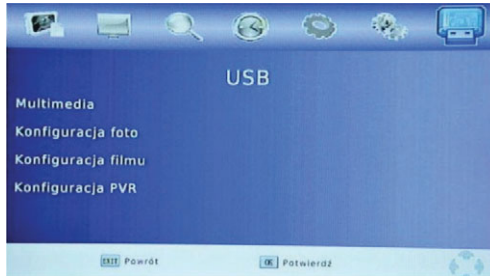 USB
Multimedia
Konfiguracja foto
Konfiguracja filmu
Konfiguracja PVR
EXIT Powrót
OK Potwierdź